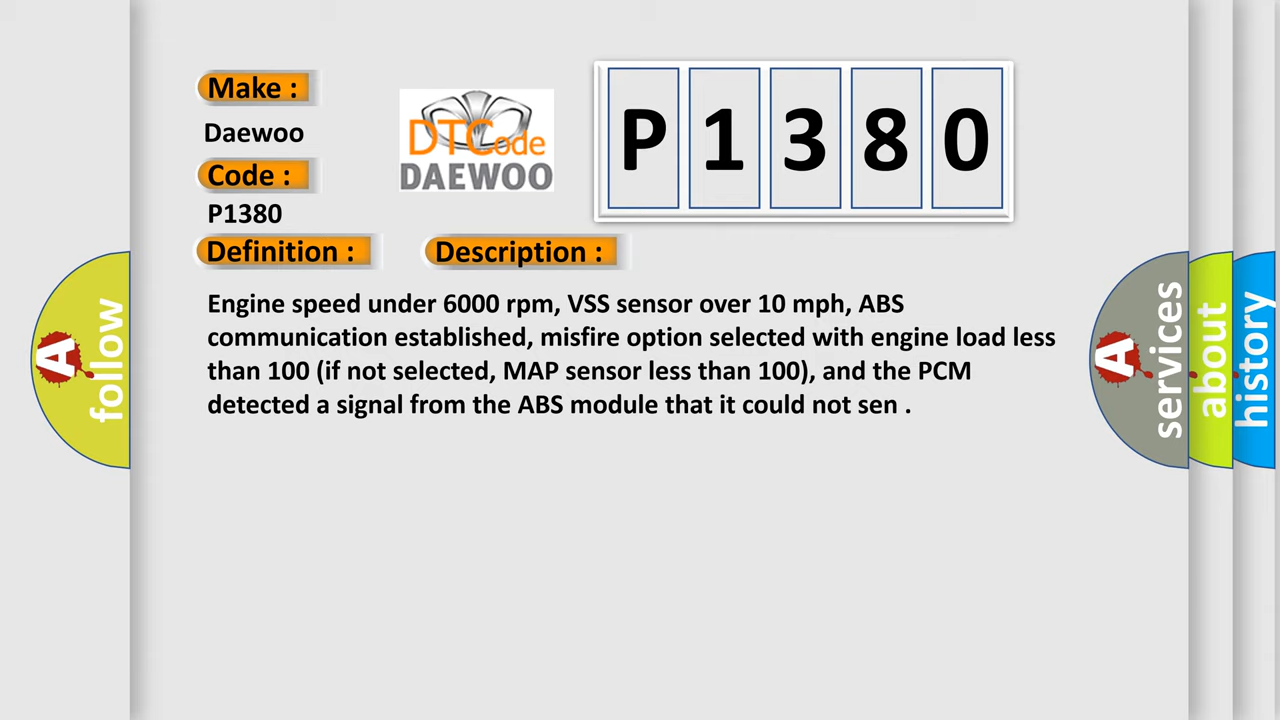 Make :
Daewoo
Code :
P1380
Definition :
Description :
DTCode
DAEWOO
P 1 3 8 0
Engine speed under 6000 rpm, VSS sensor over 10 mph, ABS
communication established, misfire option selected with engine load less
than 100 (if not selected, MAP sensor less than 100), and the PCM
detected a signal from the ABS module that it could not sen .
A follow
A services
about
history